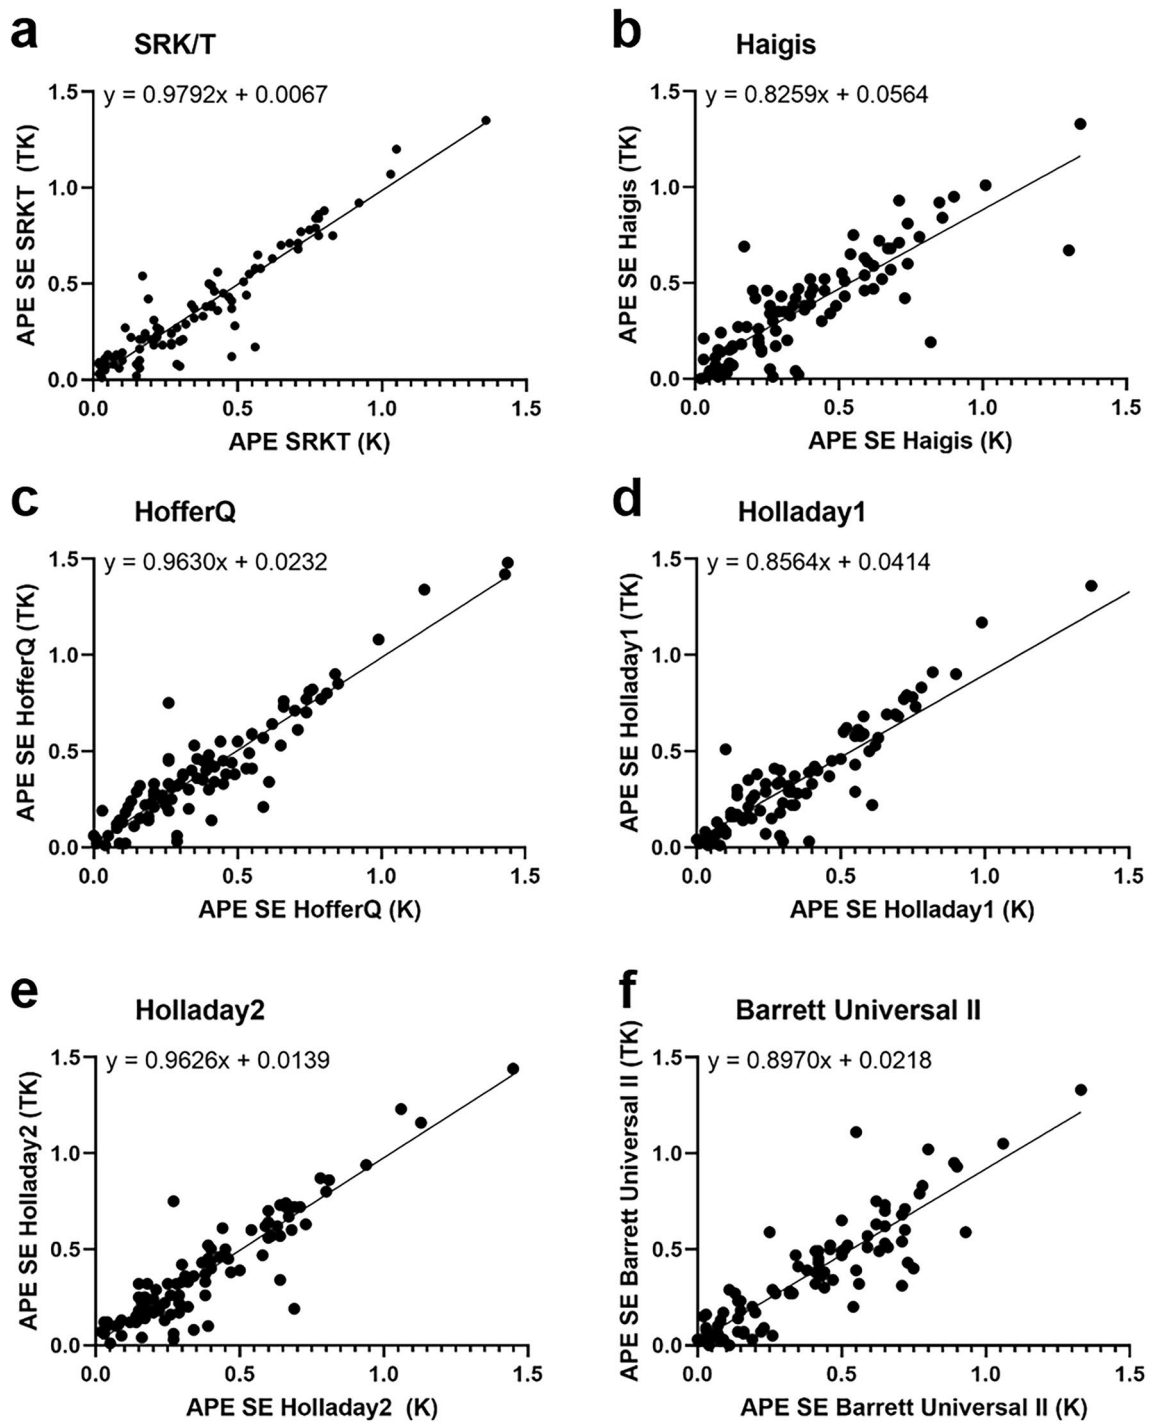 a SRK/T
y = 0.9792x + 0.0067
APE SE SRKT (TK)
1.5
1.0
0.5
0.0
0.0 0.5 1.0 1.5
APE SRKT (K)
b Haigis
y = 0.8259x + 0.0564
APE SE Haigis (TK)
1.5
1.0
0.5
0.0
0.0 0.5 1.0 1.5
APE SE Haigis (K)
c HofferQ
y = 0.9630x + 0.0232
APE SE HofferQ (TK)
1.5
1.0
0.5
0.0
0.0 0.5 1.0 1.5
APE SE HofferQ (K)
d Holladay1
y = 0.8564x + 0.0414
APE SE Holladay1 (TK)
1.5
1.0
0.5
0.0
0.0 0.5 1.0 1.5
APE SE Holladay1 (K)
e Holladay2
y = 0.9626x + 0.0139
APE SE Holladay2 (TK)
1.5
1.0
0.5
0.0
0.0 0.5 1.0 1.5
APE SE Holladay2 (K)
f Barrett Universal II
y = 0.8970x + 0.0218
APE SE Barrett Universal II (TK)
1.5
1.0
0.5
0.0
0.0 0.5 1.0 1.5
APE SE Barrett Universal II (K)